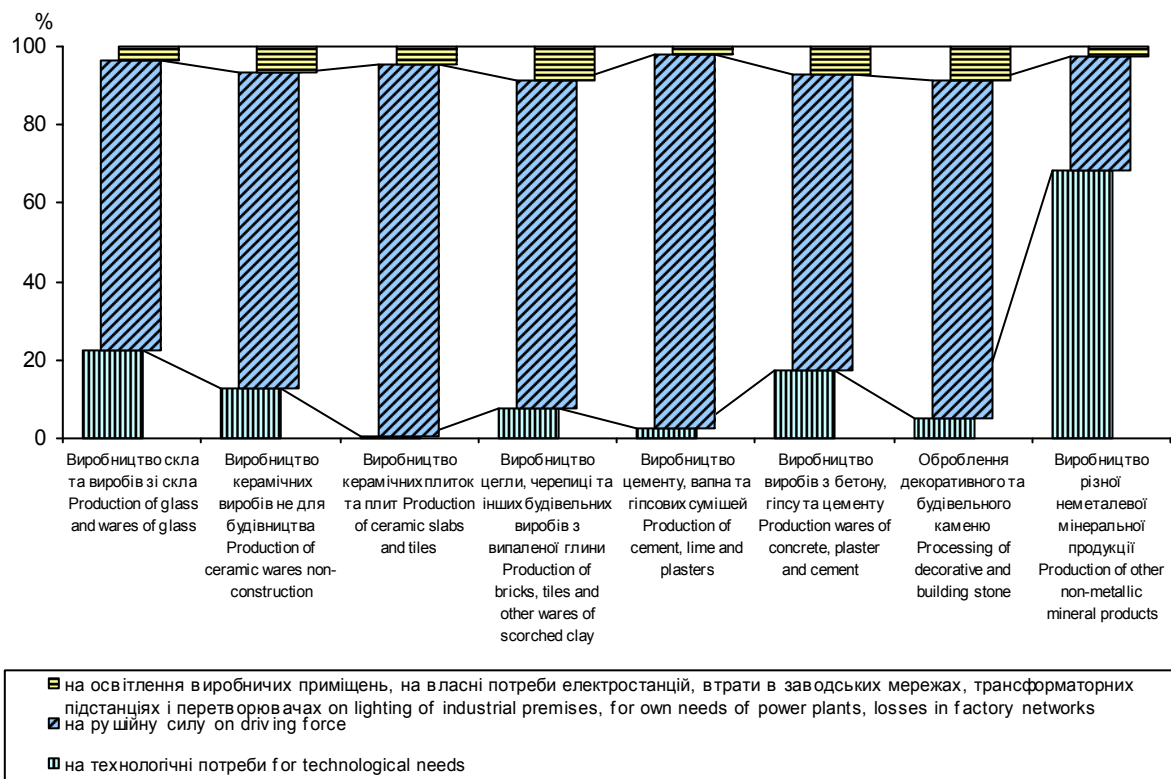 %
100
80
60
40
20
0
Виробництво скла
та виробів зі скла
Production of glass
and wares of glass
Виробництво
керамічних
виробів не для
будівництва
Production of
ceramic wares non-
construction
Виробництво
керамічних плиток
та плит Production
of ceramic slabs
and tiles
Виробництво
цегли, черепиці та
інших будівельних
виробів з
випаленої глини
Production of
bricks, tiles and
other wares of
scorched clay
Виробництво
цементу, вапна та
гіпсових сумішей
Production of
cement, lime and
plasters
Виробництво
виробів з бетону,
гіпсу та цементу
Production wares of
concrete, plaster
and cement
Оброблення
декоративного та
будівельного
каменю
Processing of
decorative and
building stone
Виробництво
різної
неметалевої
мінеральної
продукції
Production of other
non-metallic
mineral products
на освітлення виробничих приміщень, на власні потреби електростанцій, втрати в заводських мережах, трансформаторних
підстанціях і перетворювачах on lighting of industrial premises, for own needs of power plants, losses in factory networks
на рушійну силу on driving force
на технологічні потреби for technological needs